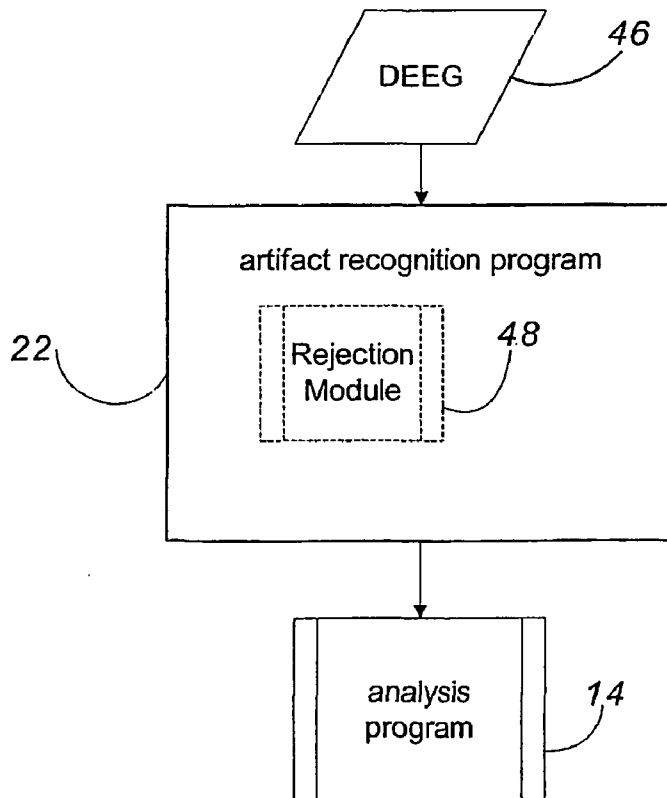 46
DEEG
artifact recognition program
22
Rejection
Module
48
analysis
program
14